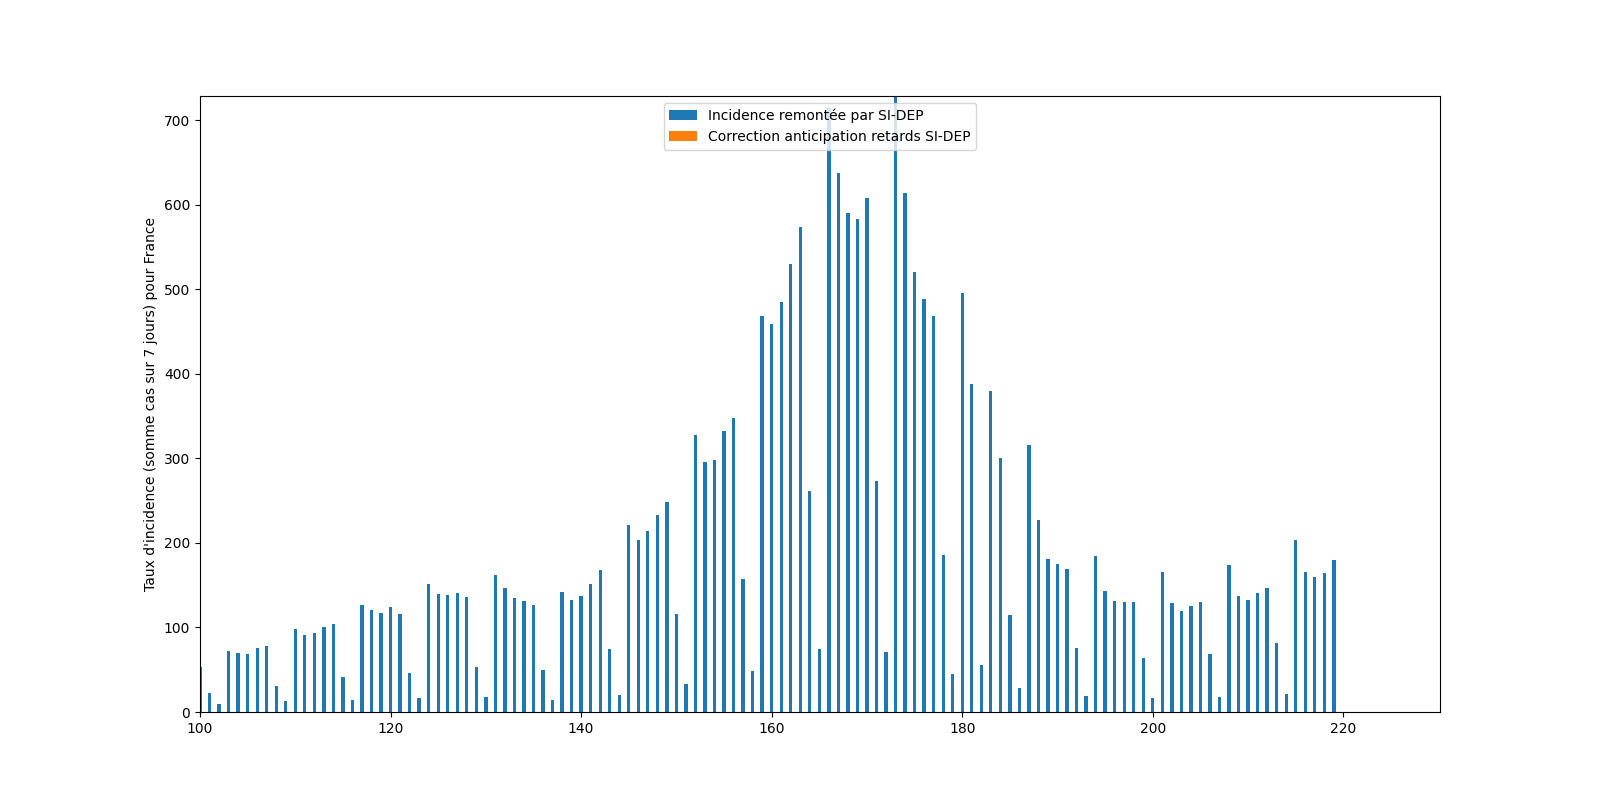 Incidence remontée par SI-DEP
Correction anticipation retards SI-DEP
Taux d'incidence (somme cas sur 7 jours) pour France
700
600
500
400
300
200
100
0
100 120 140 160 180 200 220